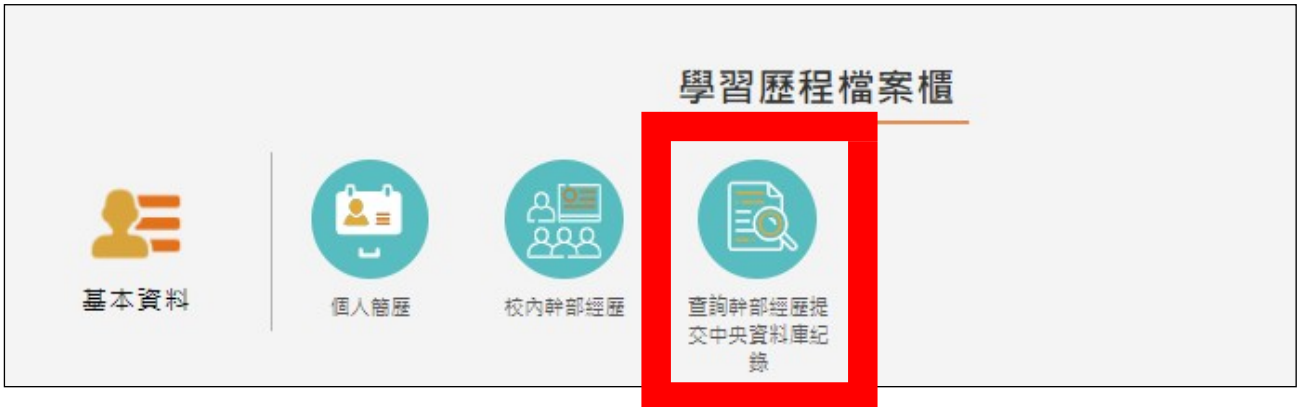 學習歷程檔案櫃
基本資料
個人簡歷
校內幹部經歷
查詢幹部經歷提
交中央資料庫紀
錄